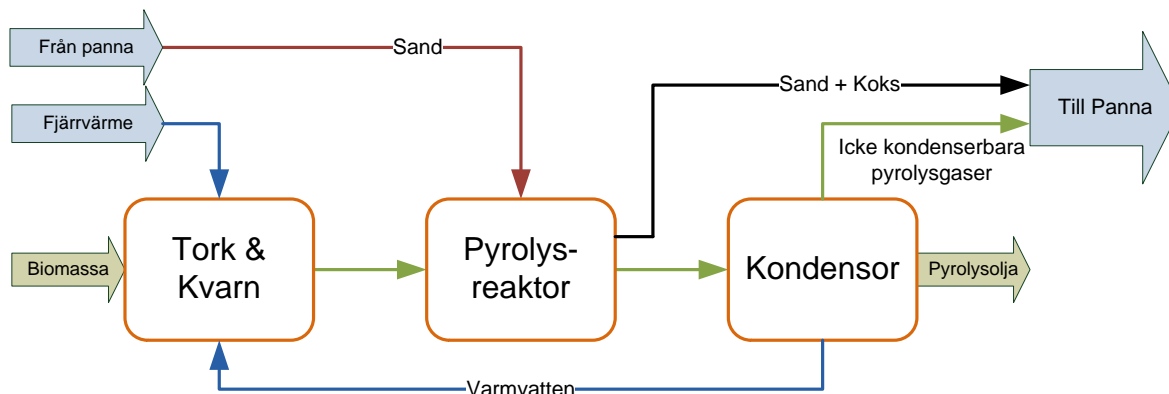 Från panna
Sand
Fjärrvärme
Sand + Koks
Till Panna
Icke kondenserbara
pyrolysgaser
Biomassa
Tork &
Kvarn
Pyrolys-
reaktor
Kondensor
Pyrolysolja
Varmvatten